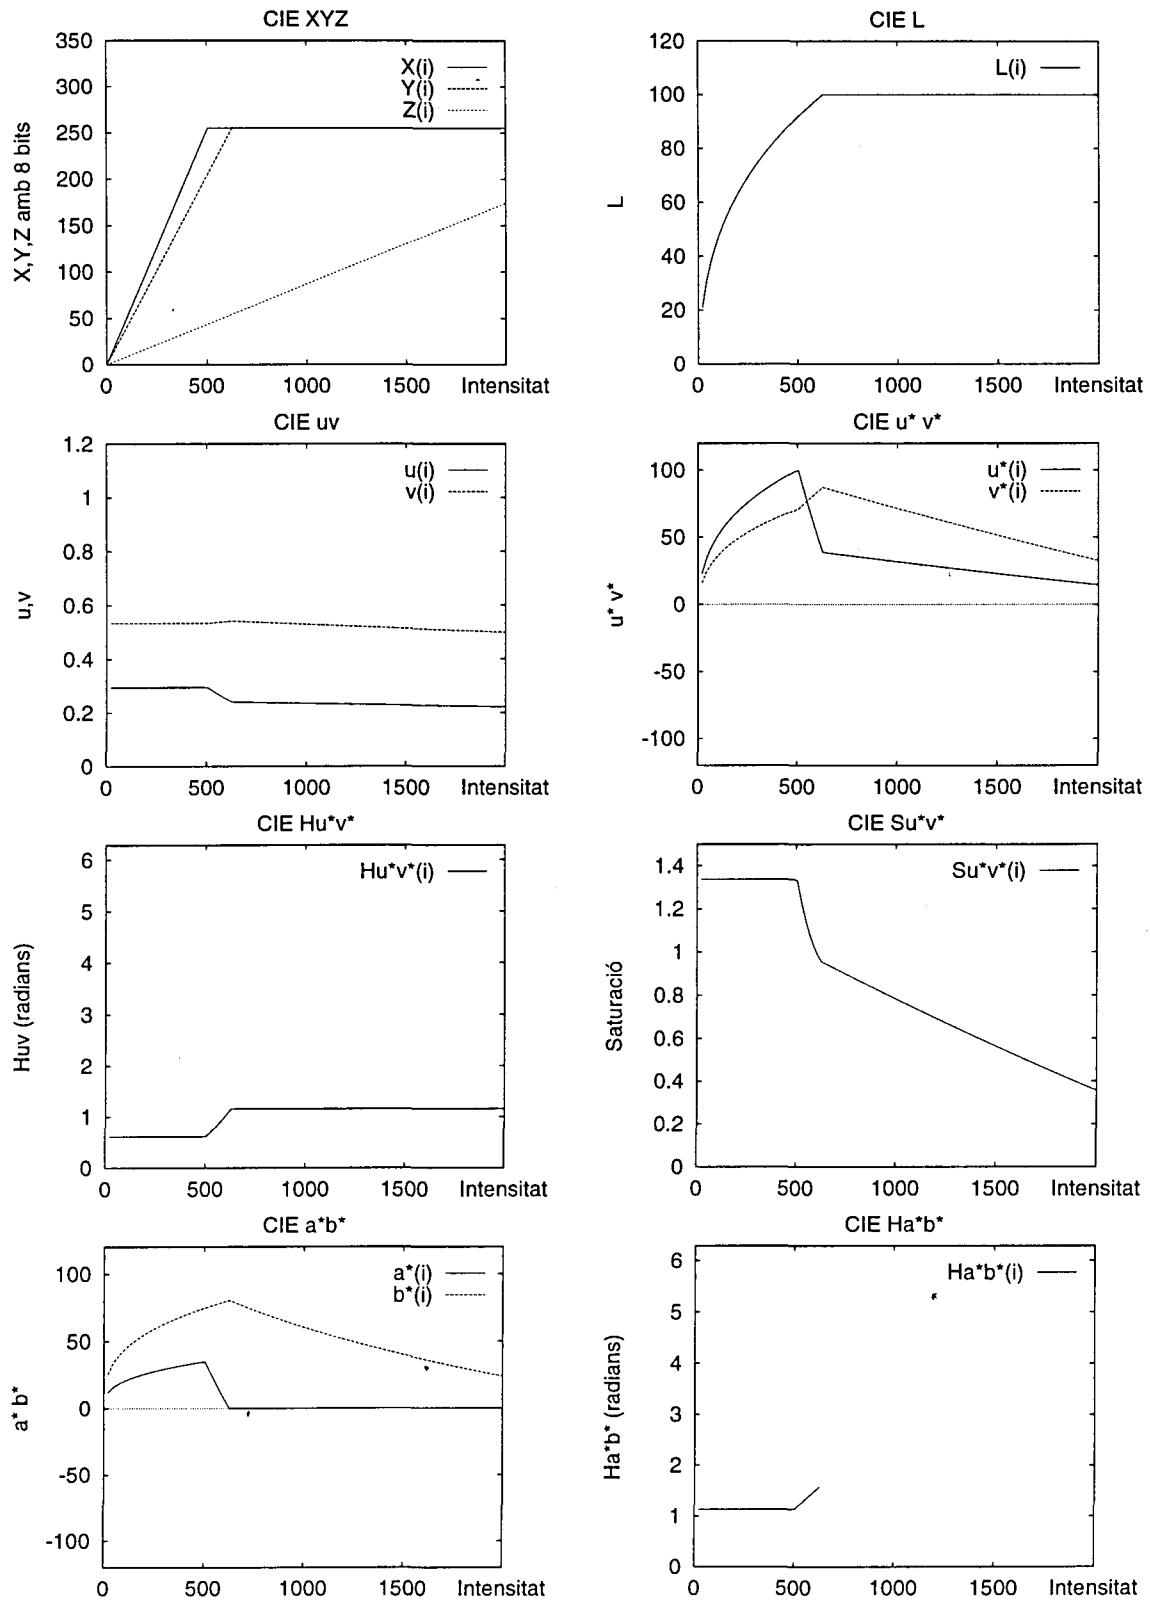 CIE XYZ
350
300
250
200
150
100
50
0
X,Y,Z amb 8 bits
X(i)
Y(i)
Z(i)
0 500 1000 1500 Intensitat
CIE L
120
100
80
60
40
20
0
L
L(i)
0 500 1000 1500 Intensitat
CIE uv
1.2
1
0.8
0.6
0.4
0.2
0
u,v
u(i)
v(i)
0 500 1000 1500 Intensitat
CIE u* v*
100
50
0
-50
-100
u* v*
u*(i)
v*(i)
0 500 1000 1500 Intensitat
CIE Hu*v*
6
5
4
3
2
1
0
Huv (radians)
Hu*v*(i)
0 500 1000 1500 Intensitat
CIE Su*v*
1.4
1.2
1
0.8
0.6
0.4
0.2
0
Saturació
Su*v*(i)
0 500 1000 1500 Intensitat
CIE a*b*
100
50
0
-50
-100
a* b*
a*(i)
b*(i)
0 500 1000 1500 Intensitat
CIE Ha*b*
6
5
4
3
2
1
0
Ha*b* (radians)
Ha*b*(i)
0 500 1000 1500 Intensitat